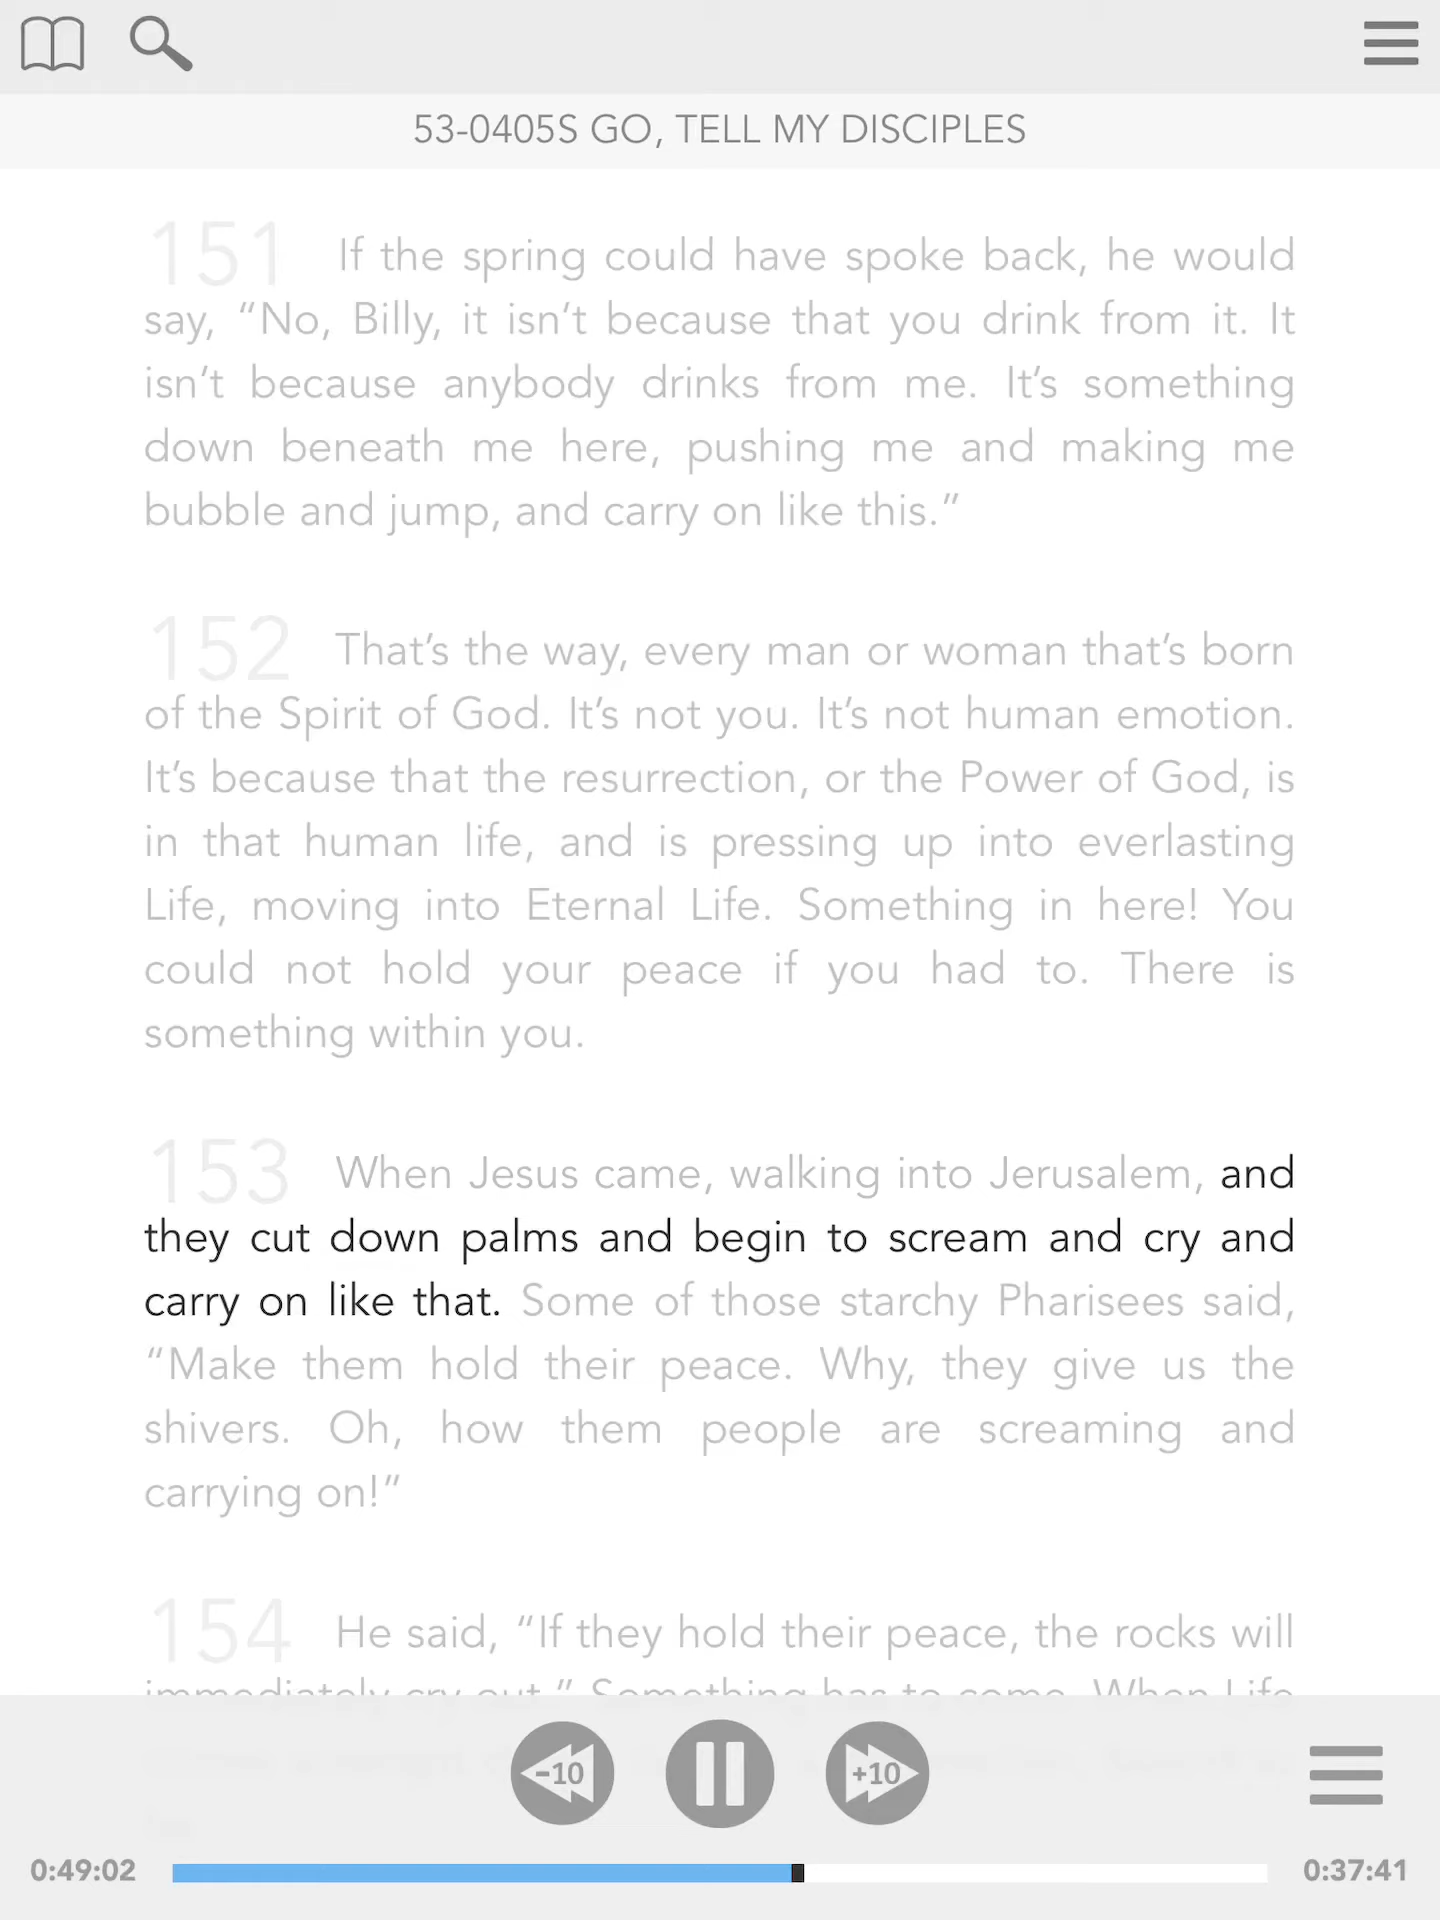 53-0405S GO, TELL MY DISCIPLES
151 If the spring could have spoke back, he would
say, “No, Billy, it isn’t because that you drink from it. It
isn’t because anybody drinks from me. It’s something
down beneath me here, pushing me and making me
bubble and jump, and carry on like this.”
152 That’s the way, every man or woman that’s born
of the Spirit of God. It’s not you. It’s not human emotion.
It’s because that the resurrection, or the Power of God, is
in that human life, and is pressing up into everlasting
Life, moving into Eternal Life. Something in here! You
could not hold your peace if you had to. There is
something within you.
153 When Jesus came, walking into Jerusalem, and
they cut down palms and begin to scream and cry and
carry on like that. Some of those starchy Pharisees said,
“Make them hold their peace. Why, they give us the
shivers. Oh, how them people are screaming and
carrying on!”
154 He said, “If they hold their peace, the rocks will
immediately cry out.” Something has to come. When Life
-10 +10
0:49:02 0:37:41